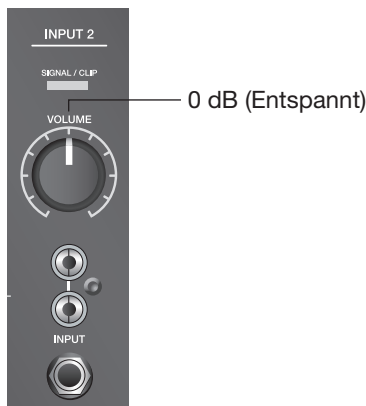 INPUT 2
SIGNAL / CLIP
0 dB (Entspannt)
VOLUME
INPUT